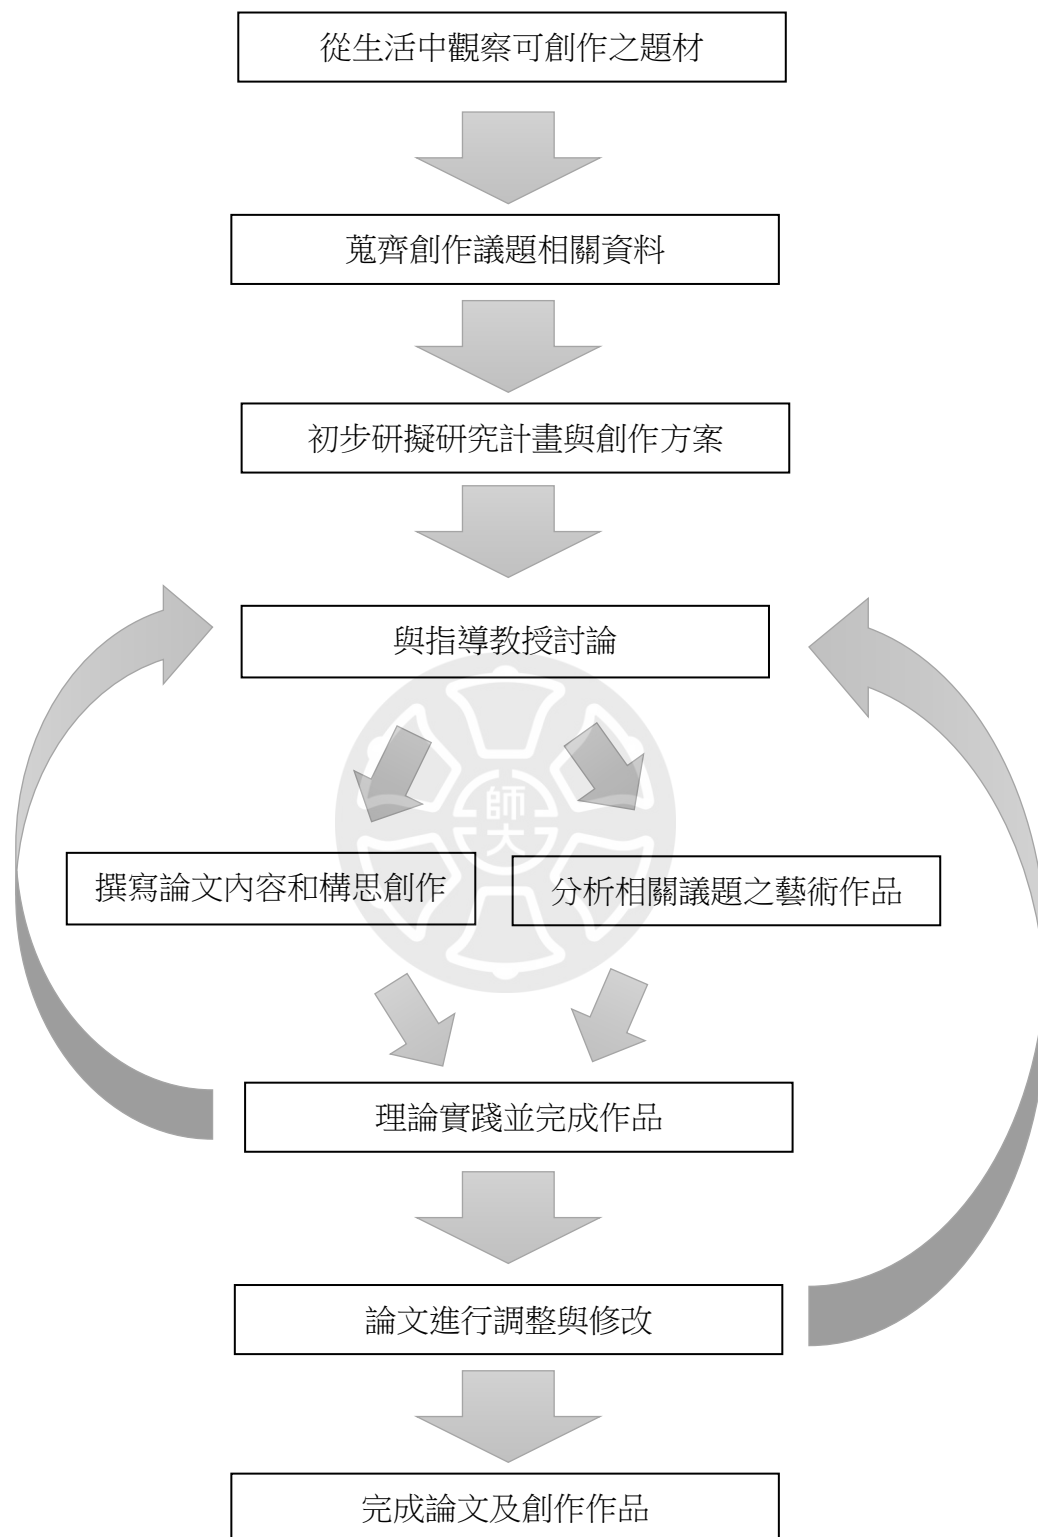 從生活中觀察可創作之題材
蒐齊創作議題相關資料
初步研擬研究計畫與創作方案
與指導教授討論
師大
撰寫論文內容和構思創作
分析相關議題之藝術作品
理論實踐並完成作品
論文進行調整與修改
完成論文及創作作品